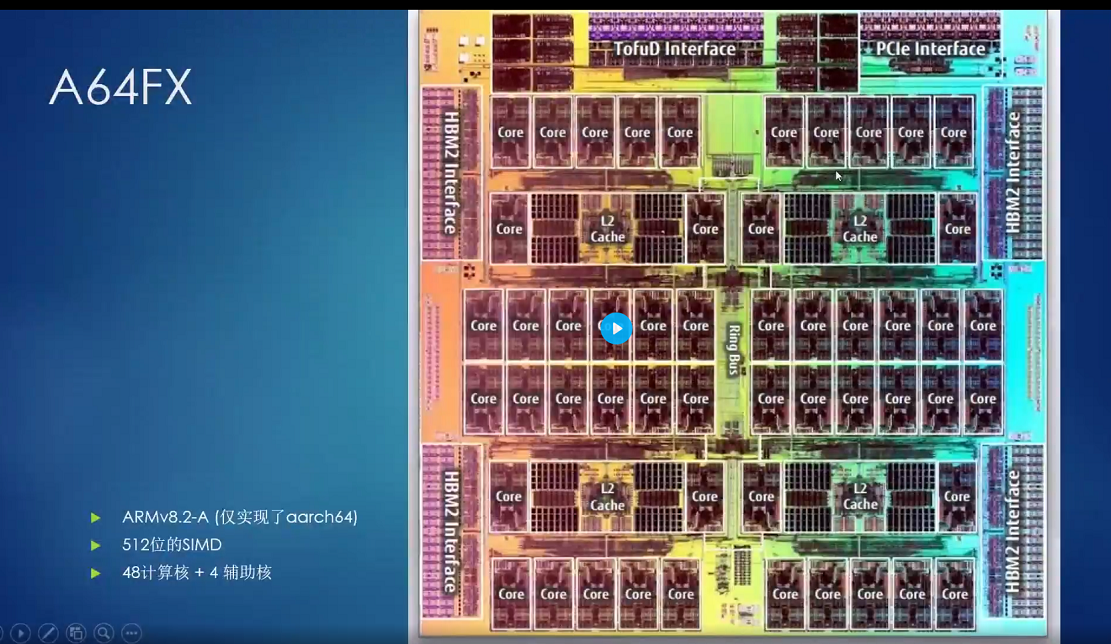 A64FX
ARMv8.2-A (仅实现了aarch64)
512位的SIMD
48计算核 + 4 辅助核
TofuD Interface PCIe Interface
HBM2 Interface
HBM2 Interface
Core Core Core Core Core Core Core Core Core Core
Core L2 Cache Core Core L2 Cache Core
Core Core Core Core Core Core Core Core Core Core Core
Ring Bus
Core Core Core Core Core Core Core Core Core Core Core Core
HBM2 Interface
HBM2 Interface
Core L2 Cache Core Core L2 Cache Core
Core Core Core Core Core Core Core Core Core Core